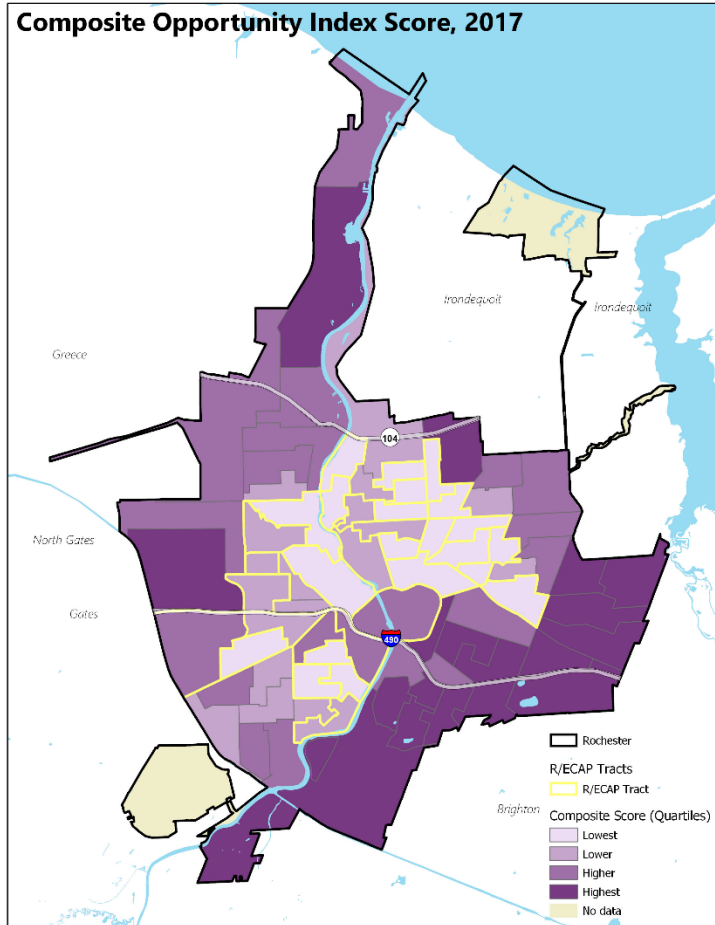 Composite Opportunity Index Score, 2017
Irondequoit
Irondequoit
Greece
104
North Gates
Gates
490
Brighton
Rochester
R/ECAP Tracts
R/ECAP Tract
Composite Score (Quartiles)
Lowest
Lower
Higher
Highest
No data